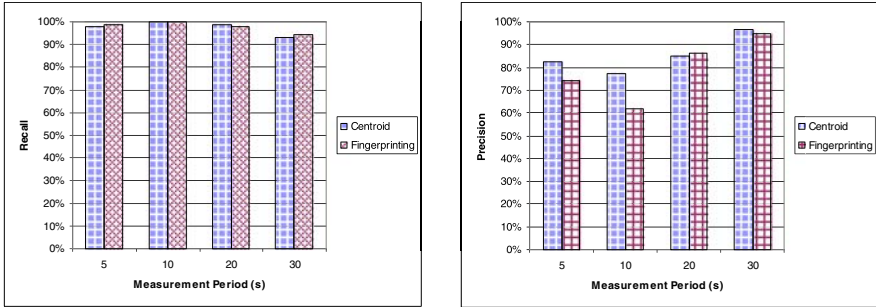 100%
90%
80%
70%
60%
50%
40%
30%
20%
10%
0%
Recall
5 10 20 30
Measurement Period (s)
Centroid
Fingerprinting
100%
90%
80%
70%
60%
50%
40%
30%
20%
10%
0%
Precision
5 10 20 30
Measurement Period (s)
Centroid
Fingerprinting